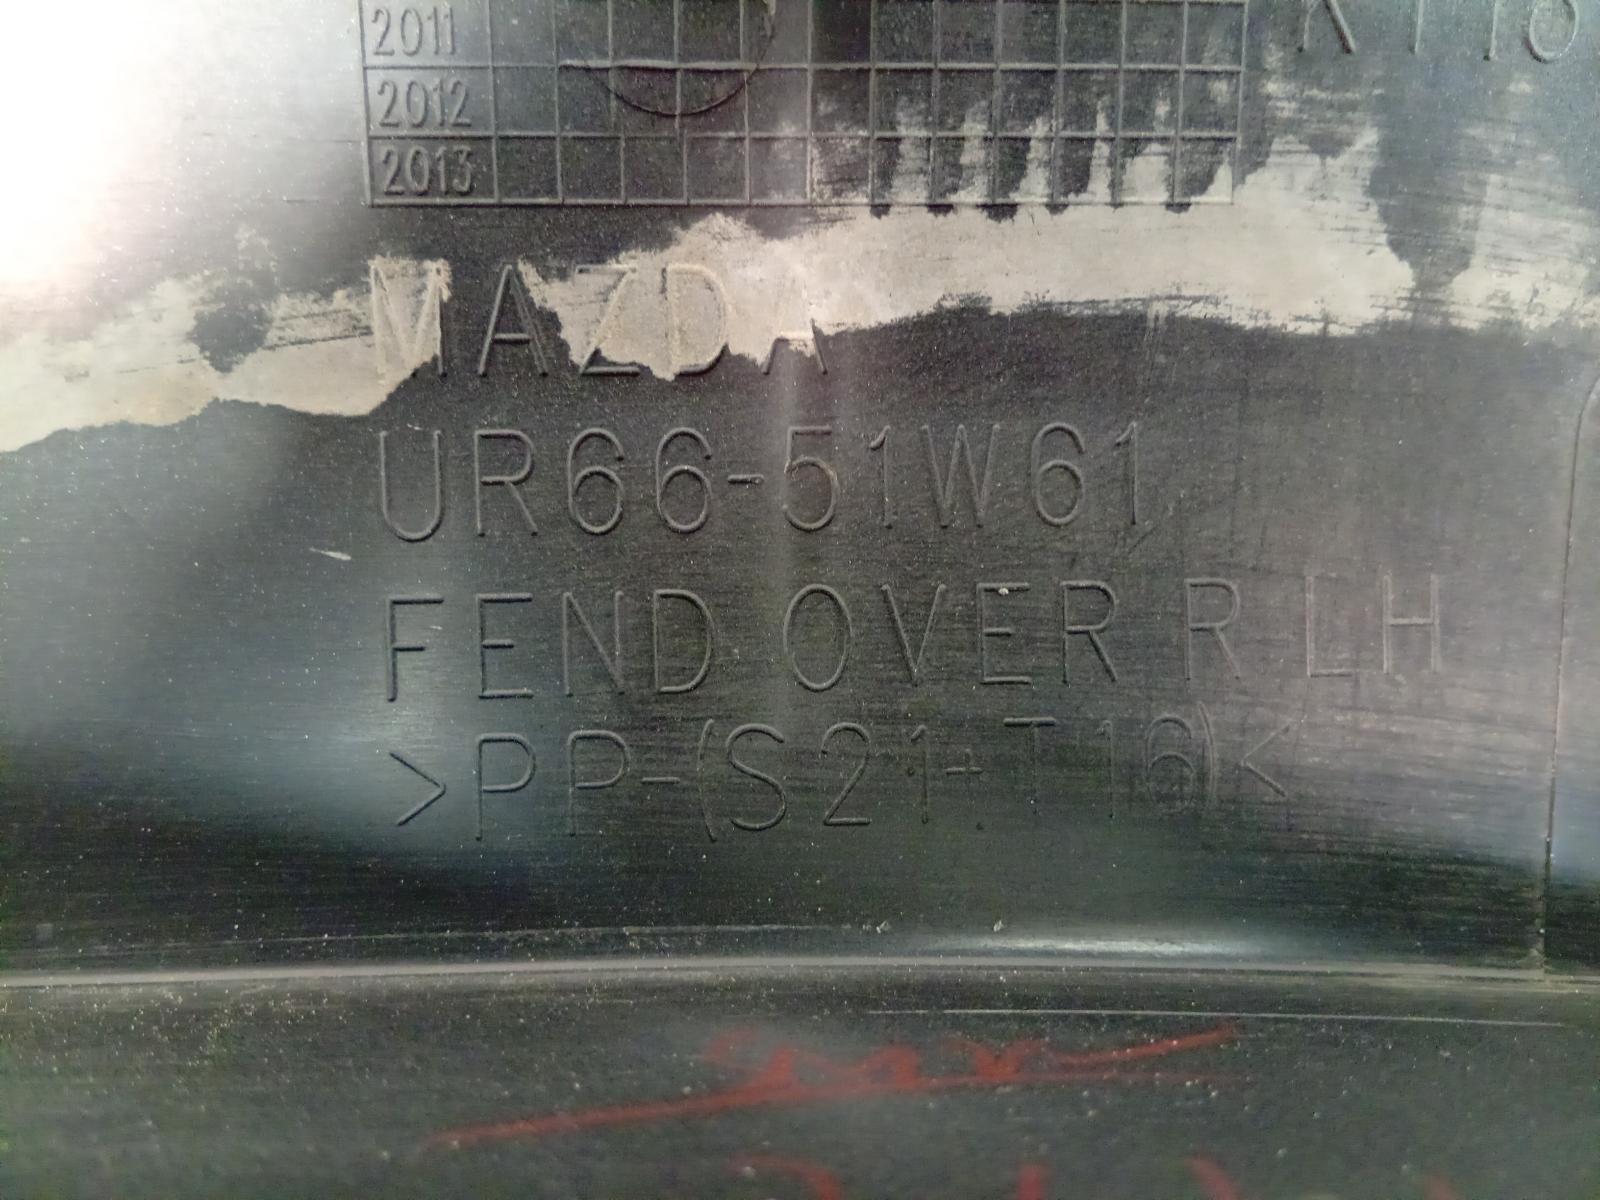 2011
2012
2013
MAZDA
UR66-51W61
FEND OVER R LH
>PP-(S21+T16)<